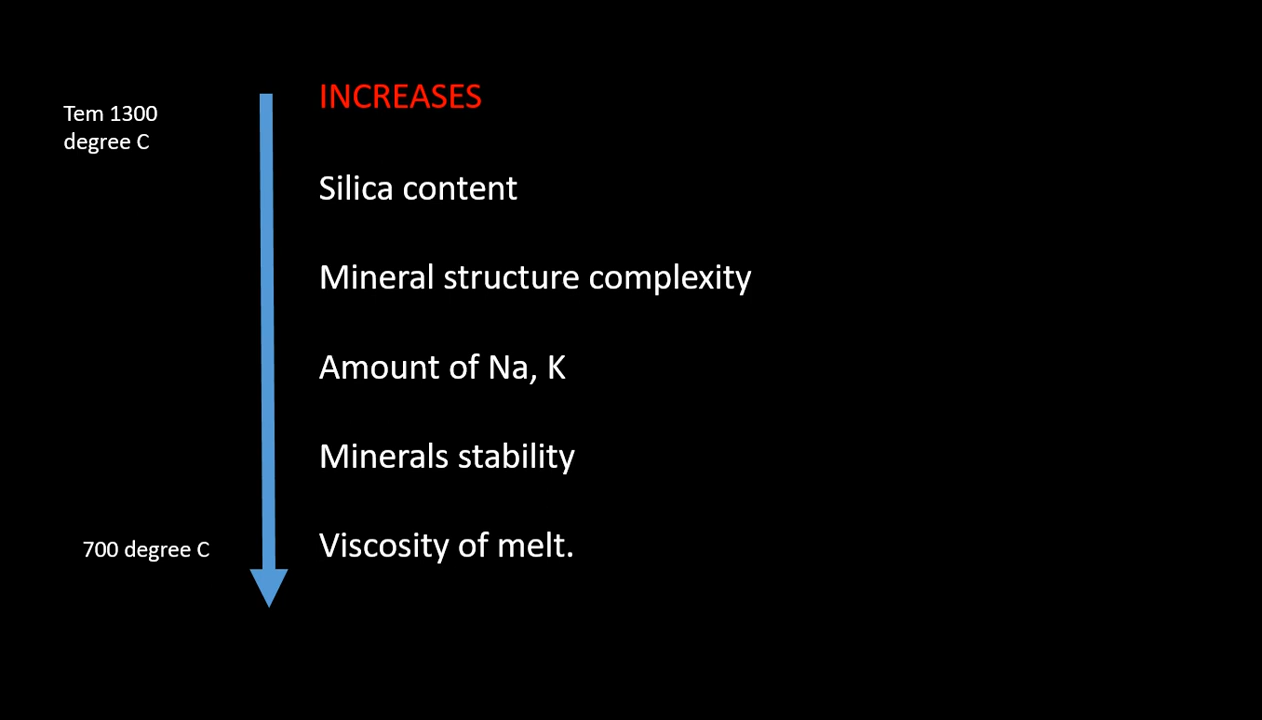 INCREASES
Tem 1300
degree C
Silica content
Mineral structure complexity
Amount of Na, K
Minerals stability
700 degree C
Viscosity of melt.